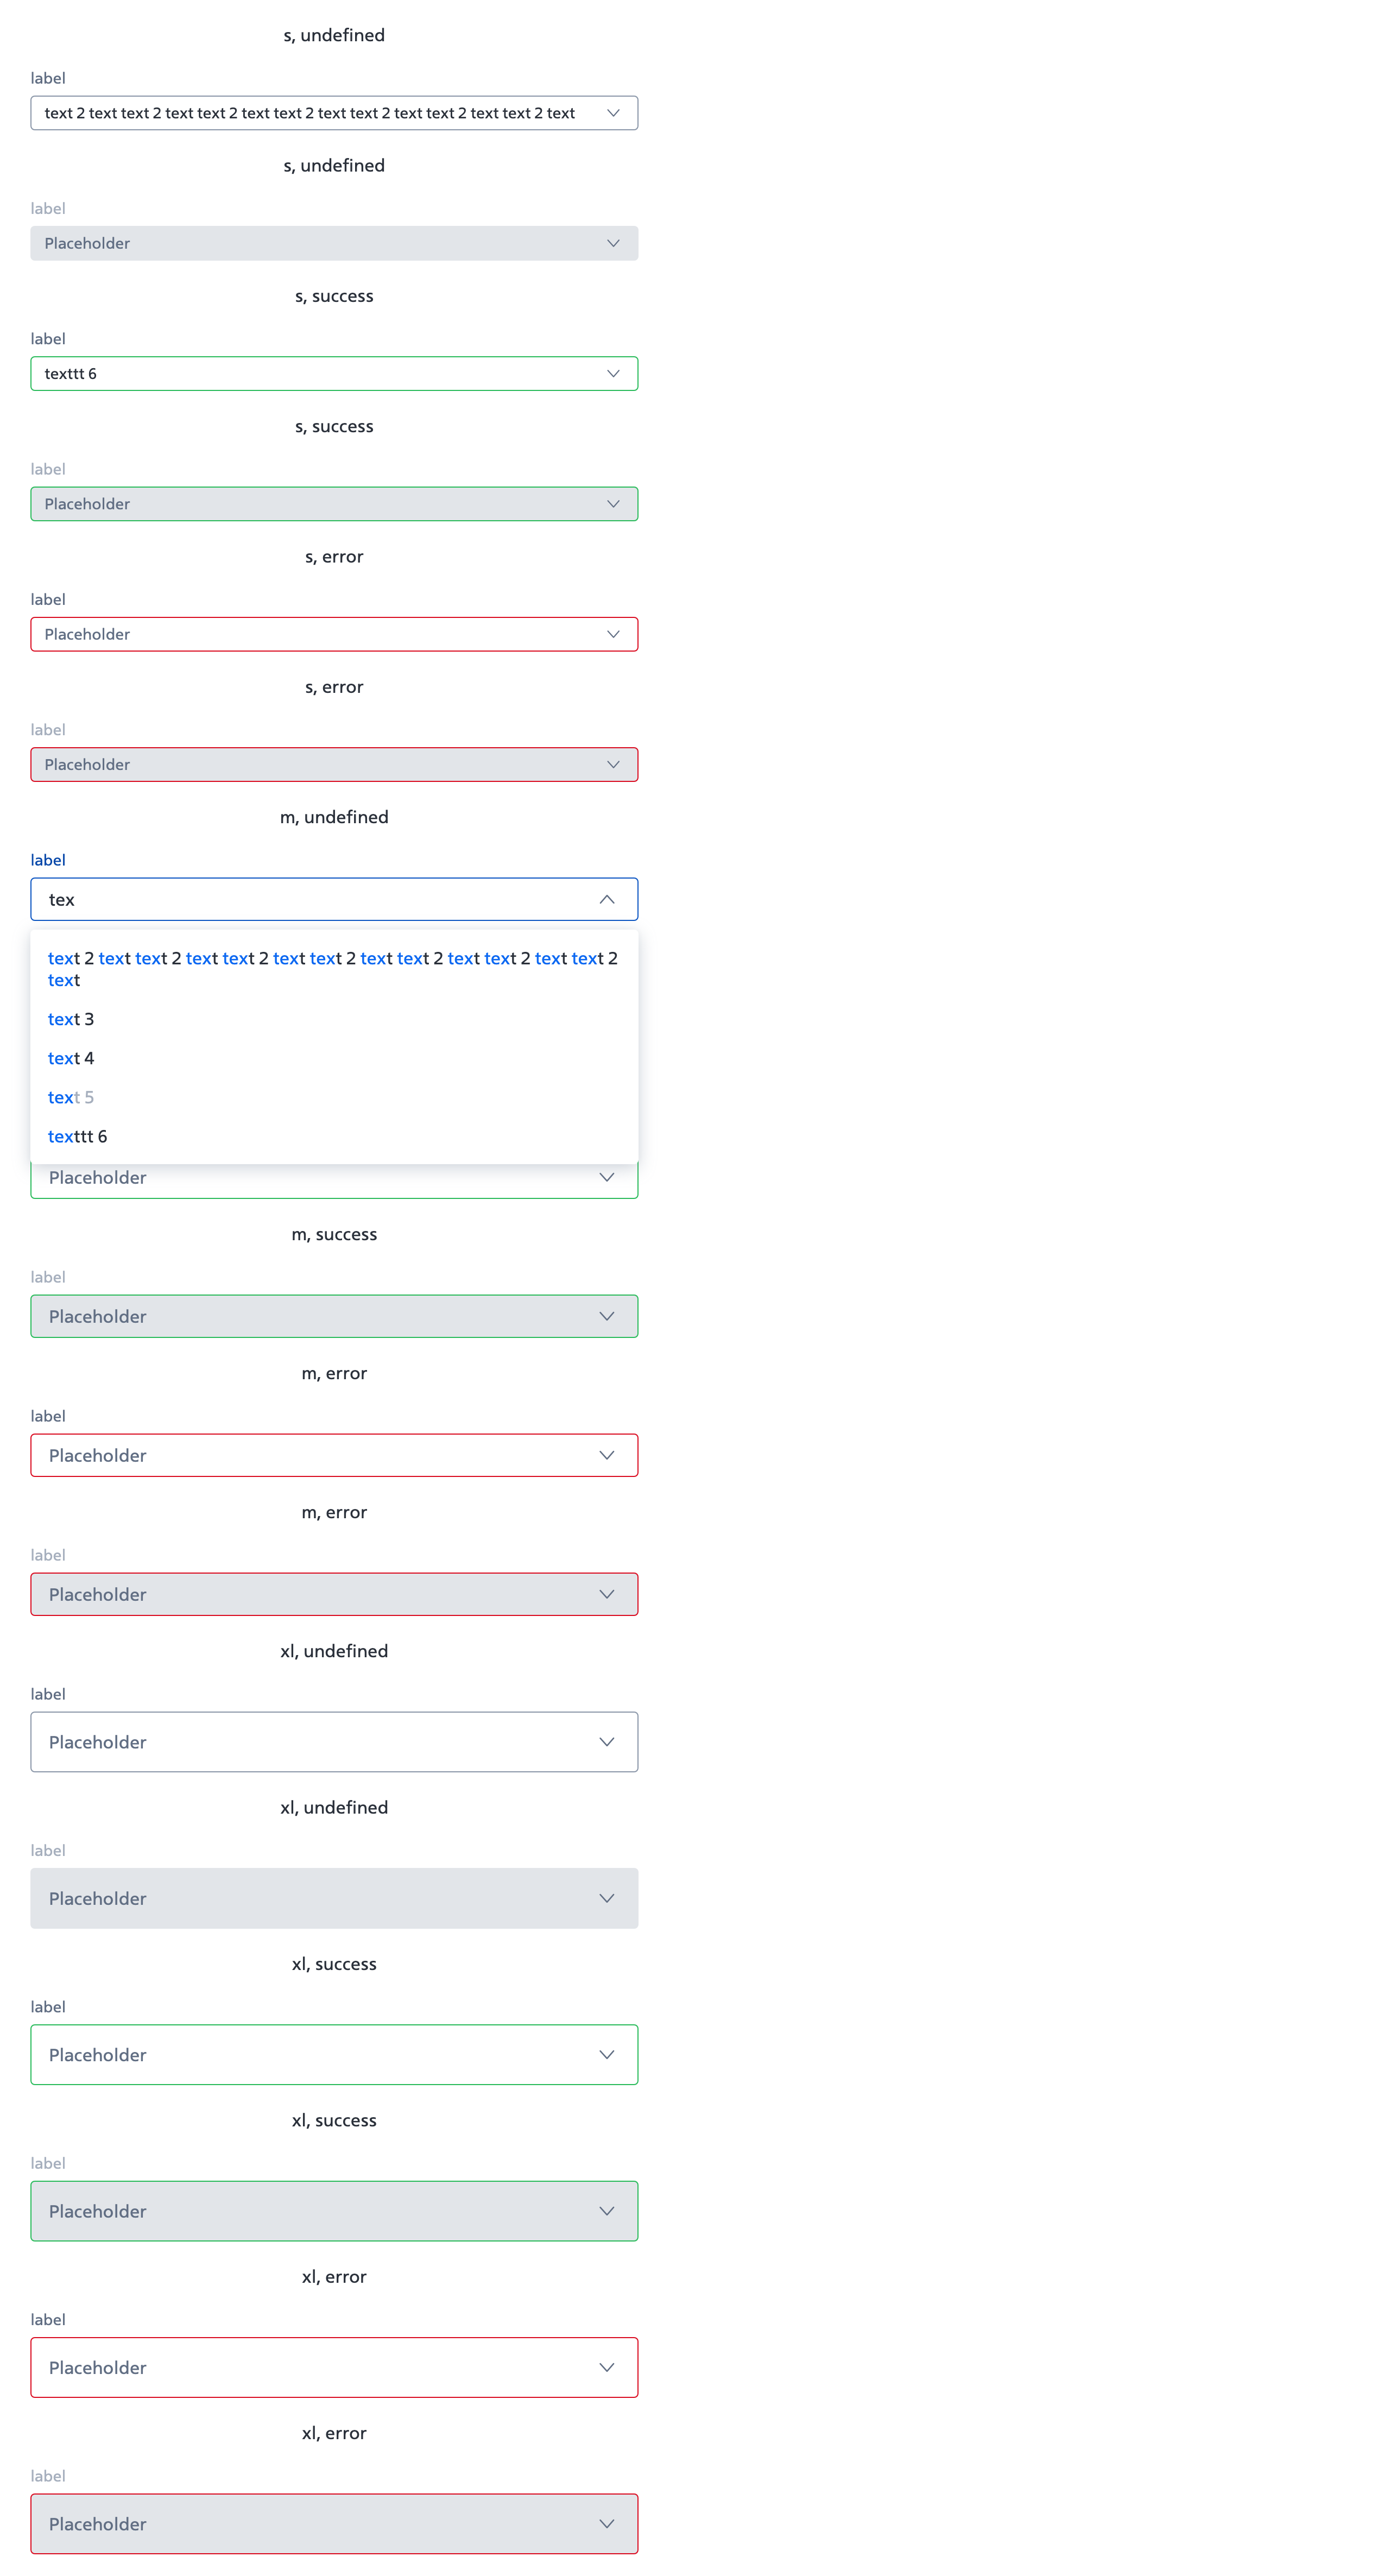 s, undefined
label
text 2 text text 2 text text 2 text text 2 text text 2 text text 2 text text 2 text
s, undefined
label
Placeholder
s, success
label
texttt 6
s, success
label
Placeholder
s, error
label
Placeholder
s, error
label
Placeholder
m, undefined
label
tex
text 2 text text 2 text text 2 text text 2 text text 2 text text 2 text text 2
text
text 3
text 4
text 5
texttt 6
Placeholder
m, success
label
Placeholder
m, error
label
Placeholder
m, error
label
Placeholder
xl, undefined
label
Placeholder
xl, undefined
label
Placeholder
xl, success
label
Placeholder
xl, success
label
Placeholder
xl, error
label
Placeholder
xl, error
label
Placeholder